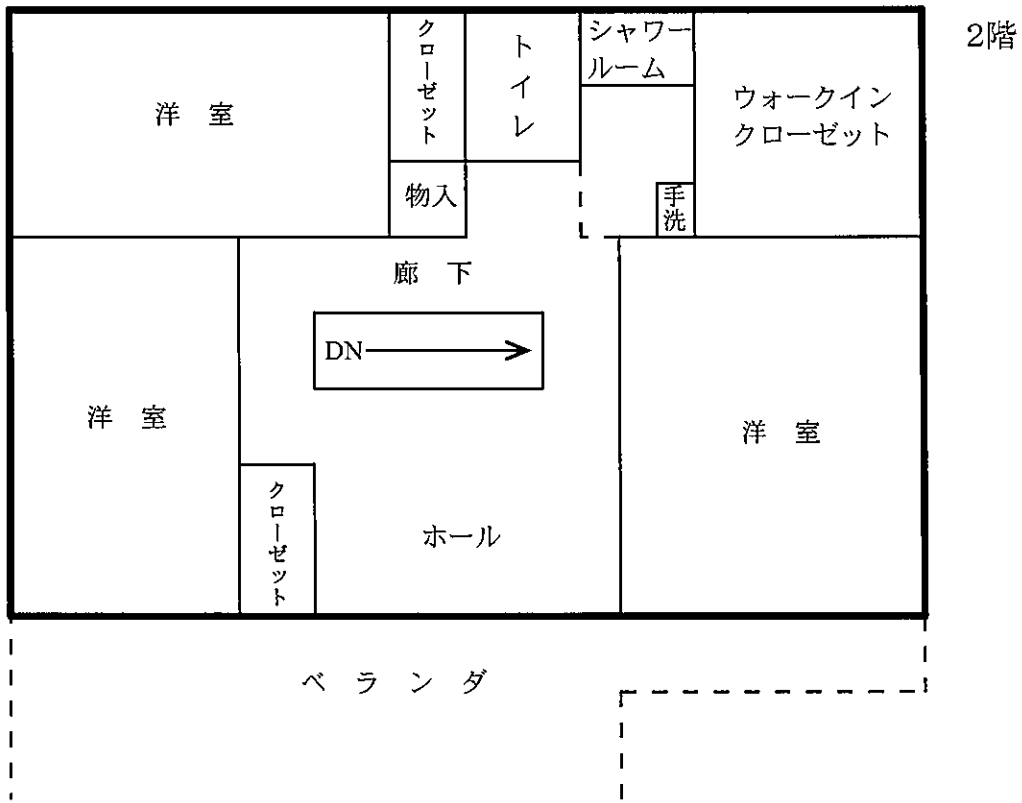 2階
洋 室
クローゼット
トイレ
シャワー
ルーム
ウォークイン
クローゼット
物入
手洗
廊 下
DN
洋 室
洋 室
クローゼット
ホール
ベ ラ ン ダ